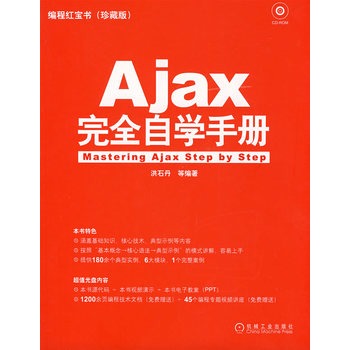 编程红宝书（珍藏版）
CD-ROM
Ajax
完全自学手册
Mastering Ajax Step by Step
洪石丹 等编著
本书特色
涵盖基础知识、核心技术、典型示例等内容
按照“基本概念→核心语法→典型示例”的模式讲解，容易上手
提供180余个典型实例，6大模块，1个完整案例
超值光盘内容
本书源代码 本书视频演示 本书电子教案（PPT）
1200余页编程技术文档（免费赠送） 45个编程专题视频讲座（免费赠送）
机械工业出版社
CHINA MACHINE PRESS